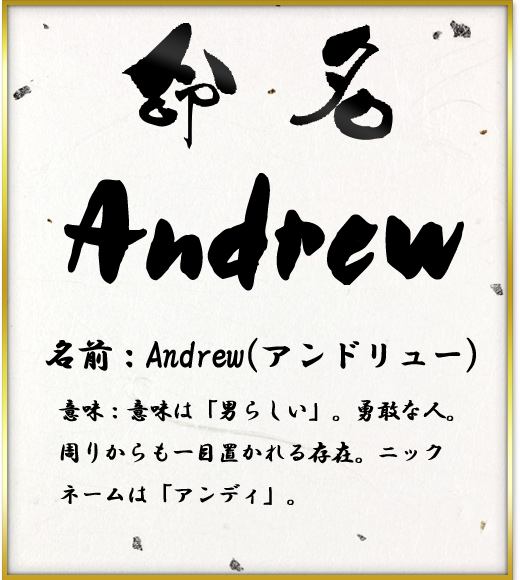 命名
Andrew
名前：Andrew(アンドリュー)
意味：意味は「男らしい」。勇敢な人。
周りからも一目置かれる存在。ニック
ネームは「アンディ」。